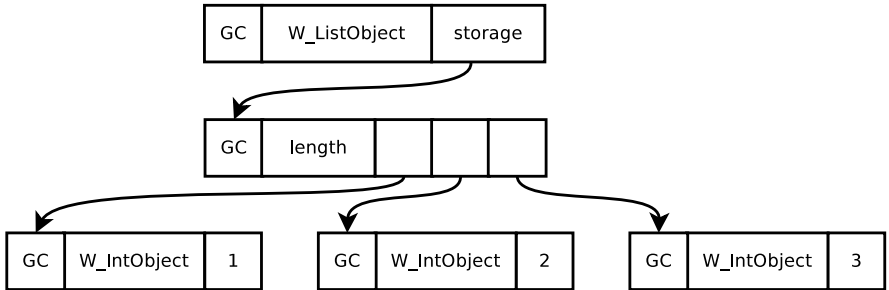 GC W_ListObject storage
GC length
GC W_IntObject 1 GC W_IntObject 2 GC W_IntObject 3